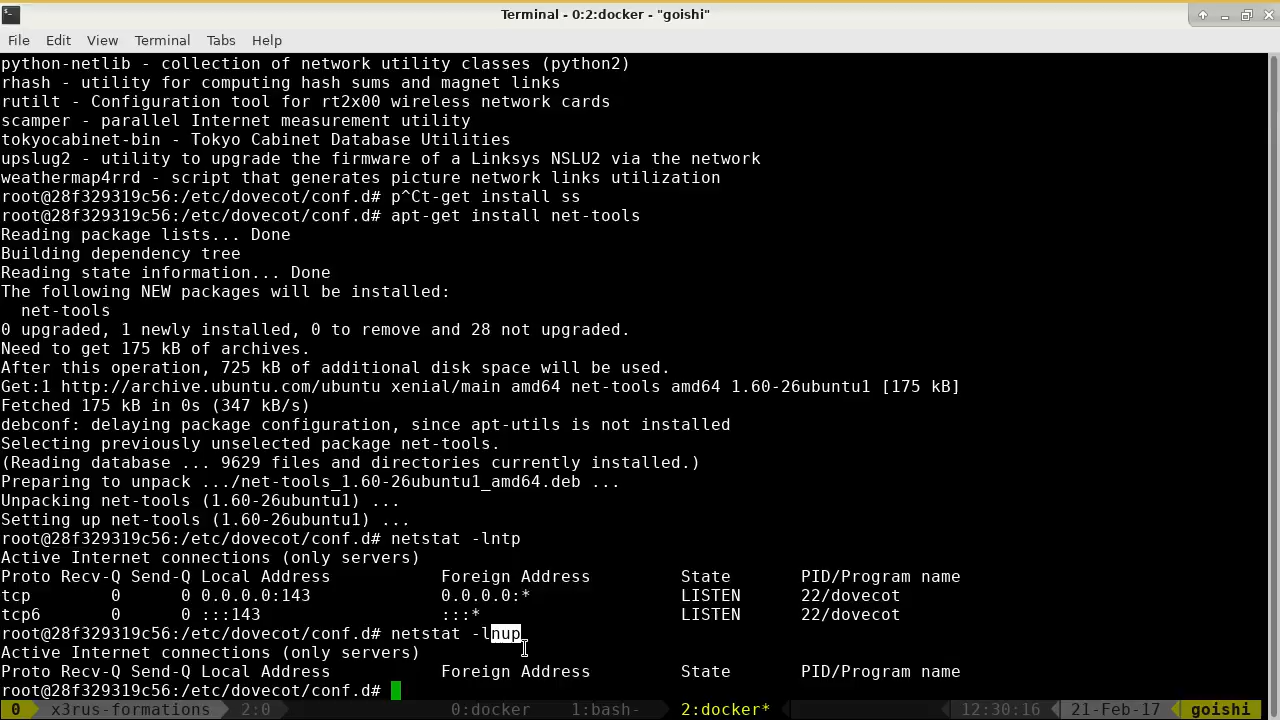 Terminal - 0:2:docker - "goishi"
File Edit View Terminal Tabs Help
python-netlib - collection of network utility classes (python2)
rhash - utility for computing hash sums and magnet links
rutilt - Configuration tool for rt2x00 wireless network cards
scamper - parallel Internet measurement utility
tokyocabinet-bin - Tokyo Cabinet Database Utilities
upslug2 - utility to upgrade the firmware of a Linksys NSLU2 via the network
weathermap4rrd - script that generates picture network links utilization
root@28f329319c56:/etc/dovecot/conf.d# p^Ct-get install ss
root@28f329319c56:/etc/dovecot/conf.d# apt-get install net-tools
Reading package lists... Done
Building dependency tree
Reading state information... Done
The following NEW packages will be installed:
  net-tools
0 upgraded, 1 newly installed, 0 to remove and 28 not upgraded.
Need to get 175 kB of archives.
After this operation, 725 kB of additional disk space will be used.
Get:1 http://archive.ubuntu.com/ubuntu xenial/main amd64 net-tools amd64 1.60-26ubuntu1 [175 kB]
Fetched 175 kB in 0s (347 kB/s)
debconf: delaying package configuration, since apt-utils is not installed
Selecting previously unselected package net-tools.
(Reading database ... 9629 files and directories currently installed.)
Preparing to unpack .../net-tools_1.60-26ubuntu1_amd64.deb ...
Unpacking net-tools (1.60-26ubuntu1) ...
Setting up net-tools (1.60-26ubuntu1) ...
root@28f329319c56:/etc/dovecot/conf.d# netstat -lntp
Active Internet connections (only servers)
Proto Recv-Q Send-Q Local Address           Foreign Address         State       PID/Program name
tcp        0      0 0.0.0.0:143             0.0.0.0:*               LISTEN      22/dovecot
tcp6       0      0 :::143                  :::*                    LISTEN      22/dovecot
root@28f329319c56:/etc/dovecot/conf.d# netstat -lnup
Active Internet connections (only servers)
Proto Recv-Q Send-Q Local Address           Foreign Address         State       PID/Program name
root@28f329319c56:/etc/dovecot/conf.d#
0 x3rus-formations 2:0 0:docker 1:bash- 2:docker* 12:30:16 21-Feb-17 goishi